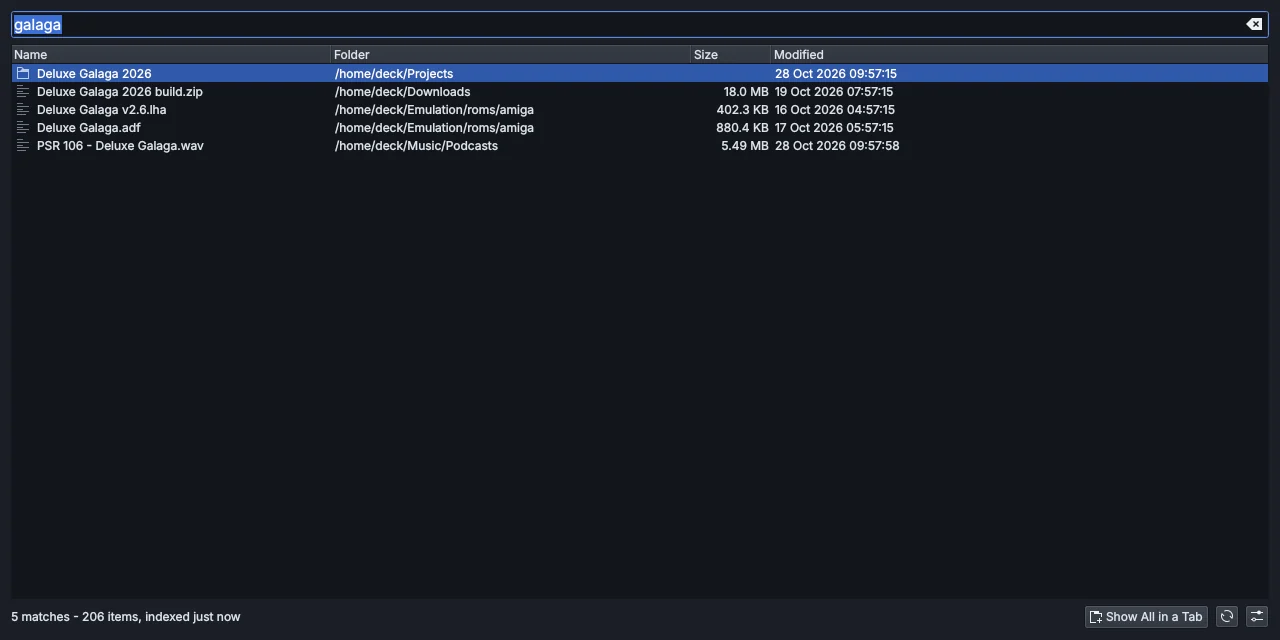 galaga
Name Folder Size Modified
Deluxe Galaga 2026 /home/deck/Projects 28 Oct 2026 09:57:15
Deluxe Galaga 2026 build.zip /home/deck/Downloads 18.0 MB 19 Oct 2026 07:57:15
Deluxe Galaga v2.6.lha /home/deck/Emulation/roms/amiga 402.3 KB 16 Oct 2026 04:57:15
Deluxe Galaga.adf /home/deck/Emulation/roms/amiga 880.4 KB 17 Oct 2026 05:57:15
PSR 106 - Deluxe Galaga.wav /home/deck/Music/Podcasts 5.49 MB 28 Oct 2026 09:57:58
5 matches - 206 items, indexed just now Show All in a Tab